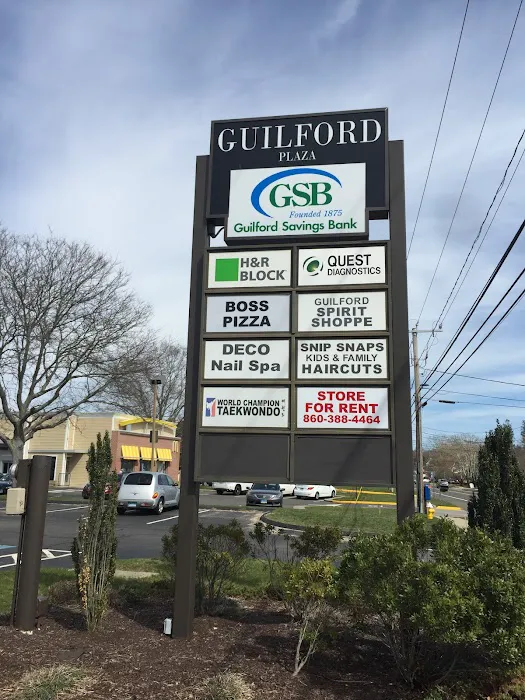 GUILFORD
PLAZA
GSB
Founded 1875
Guilford Savings Bank
H&R
BLOCK
QUEST
DIAGNOSTICS
BOSS
PIZZA
GUILFORD
SPIRIT
SHOPPE
DECO
Nail Spa
SNIP SNAPS
KIDS & FAMILY
HAIRCUTS
WORLD CHAMPION
TAEKWONDO
STORE
FOR RENT
860-388-4464